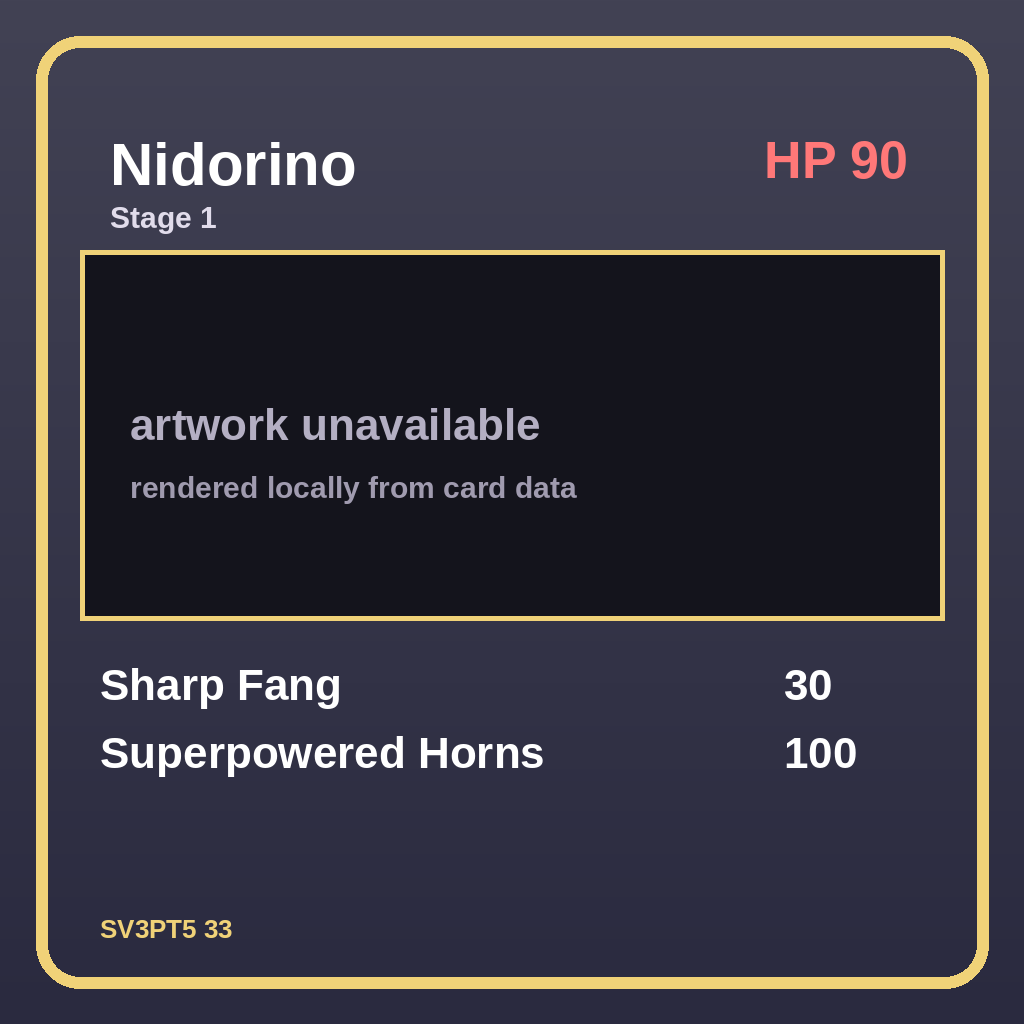 Nidorino
HP 90
Stage 1
artwork unavailable
rendered locally from card data
Sharp Fang 30
Superpowered Horns 100
SV3PT5 33